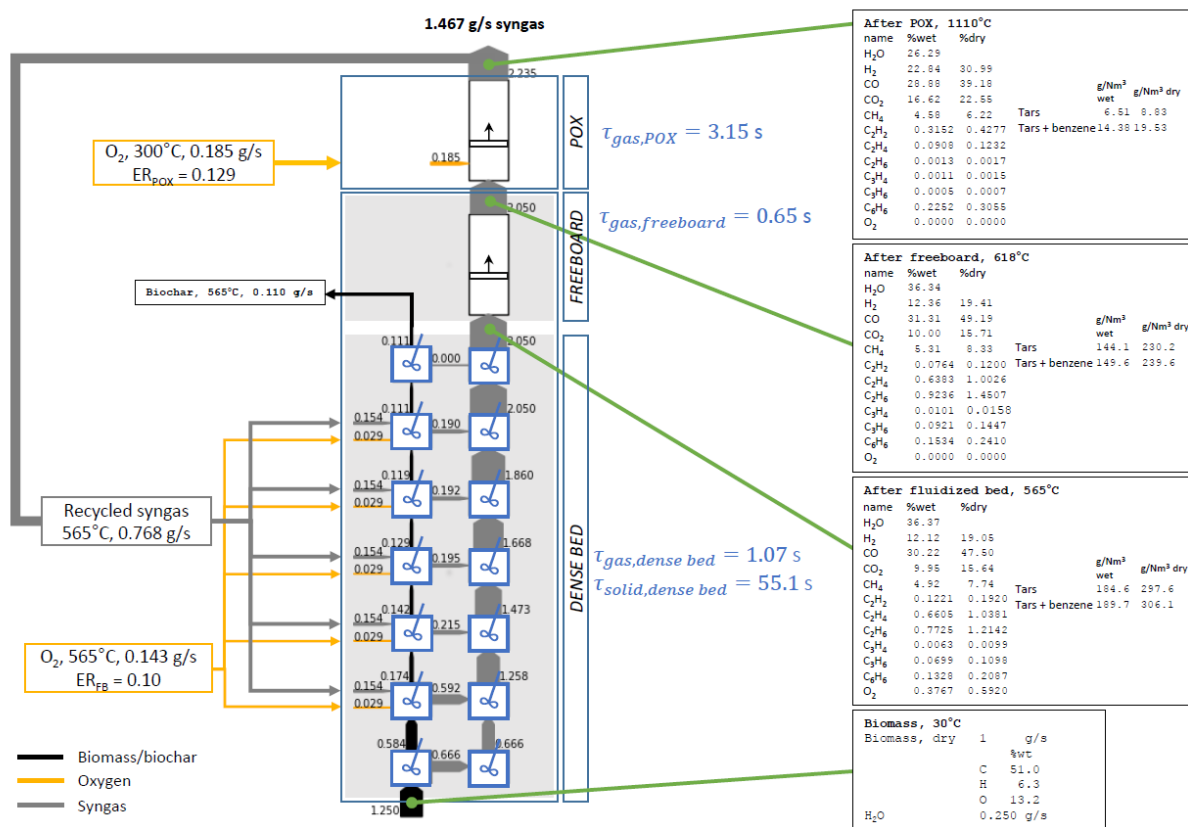 1.467 g/s syngas
2.235
POX
τgas,POX = 3.15 s
O₂, 300°C, 0.185 g/s
ERPOX = 0.129
0.185
2.050
FREEBOARD
τgas,freeboard = 0.65 s
Biochar, 565°C, 0.110 g/s
0.111
0.000
2.050
0.111
0.154
0.029
0.190
2.050
0.119
0.154
0.029
0.192
1.860
Recycled syngas
565°C, 0.768 g/s
0.129
0.154
0.029
0.195
1.668
DENSE BED
τgas,dense bed = 1.07 s
τsolid,dense bed = 55.1 s
0.142
0.154
0.029
0.215
1.473
O₂, 565°C, 0.143 g/s
ERFB = 0.10
0.174
0.154
0.029
0.592
1.258
0.584
0.666
0.666
1.250
Biomass/biochar
Oxygen
Syngas
After POX, 1110°C
name %wet %dry
H₂O 26.29
H₂ 22.84 30.99
CO 28.88 39.18
CO₂ 16.62 22.55
CH₄ 4.58 6.22
C₂H₂ 0.3152 0.4277
C₂H₄ 0.0908 0.1232
C₂H₆ 0.0013 0.0017
C₃H₄ 0.0011 0.0015
C₃H₆ 0.0005 0.0007
C₆H₆ 0.2252 0.3055
O₂ 0.0000 0.0000
g/Nm³ wet g/Nm³ dry
Tars 6.51 8.83
Tars + benzene 14.38 19.53
After freeboard, 618°C
name %wet %dry
H₂O 36.34
H₂ 12.36 19.41
CO 31.31 49.19
CO₂ 10.00 15.71
CH₄ 5.31 8.33
C₂H₂ 0.0764 0.1200
C₂H₄ 0.6383 1.0026
C₂H₆ 0.9236 1.4507
C₃H₄ 0.0101 0.0158
C₃H₆ 0.0921 0.1447
C₆H₆ 0.1534 0.2410
O₂ 0.0000 0.0000
g/Nm³ wet g/Nm³ dry
Tars 144.1 230.2
Tars + benzene 149.6 239.6
After fluidized bed, 565°C
name %wet %dry
H₂O 36.37
H₂ 12.12 19.05
CO 30.22 47.50
CO₂ 9.95 15.64
CH₄ 4.92 7.74
C₂H₂ 0.1221 0.1920
C₂H₄ 0.6605 1.0381
C₂H₆ 0.7725 1.2142
C₃H₄ 0.0063 0.0099
C₃H₆ 0.0699 0.1098
C₆H₆ 0.1328 0.2087
O₂ 0.3767 0.5920
g/Nm³ wet g/Nm³ dry
Tars 184.6 297.6
Tars + benzene 189.7 306.1
Biomass, 30°C
Biomass, dry 1 g/s
%wt
C 51.0
H 6.3
O 13.2
H₂O 0.250 g/s